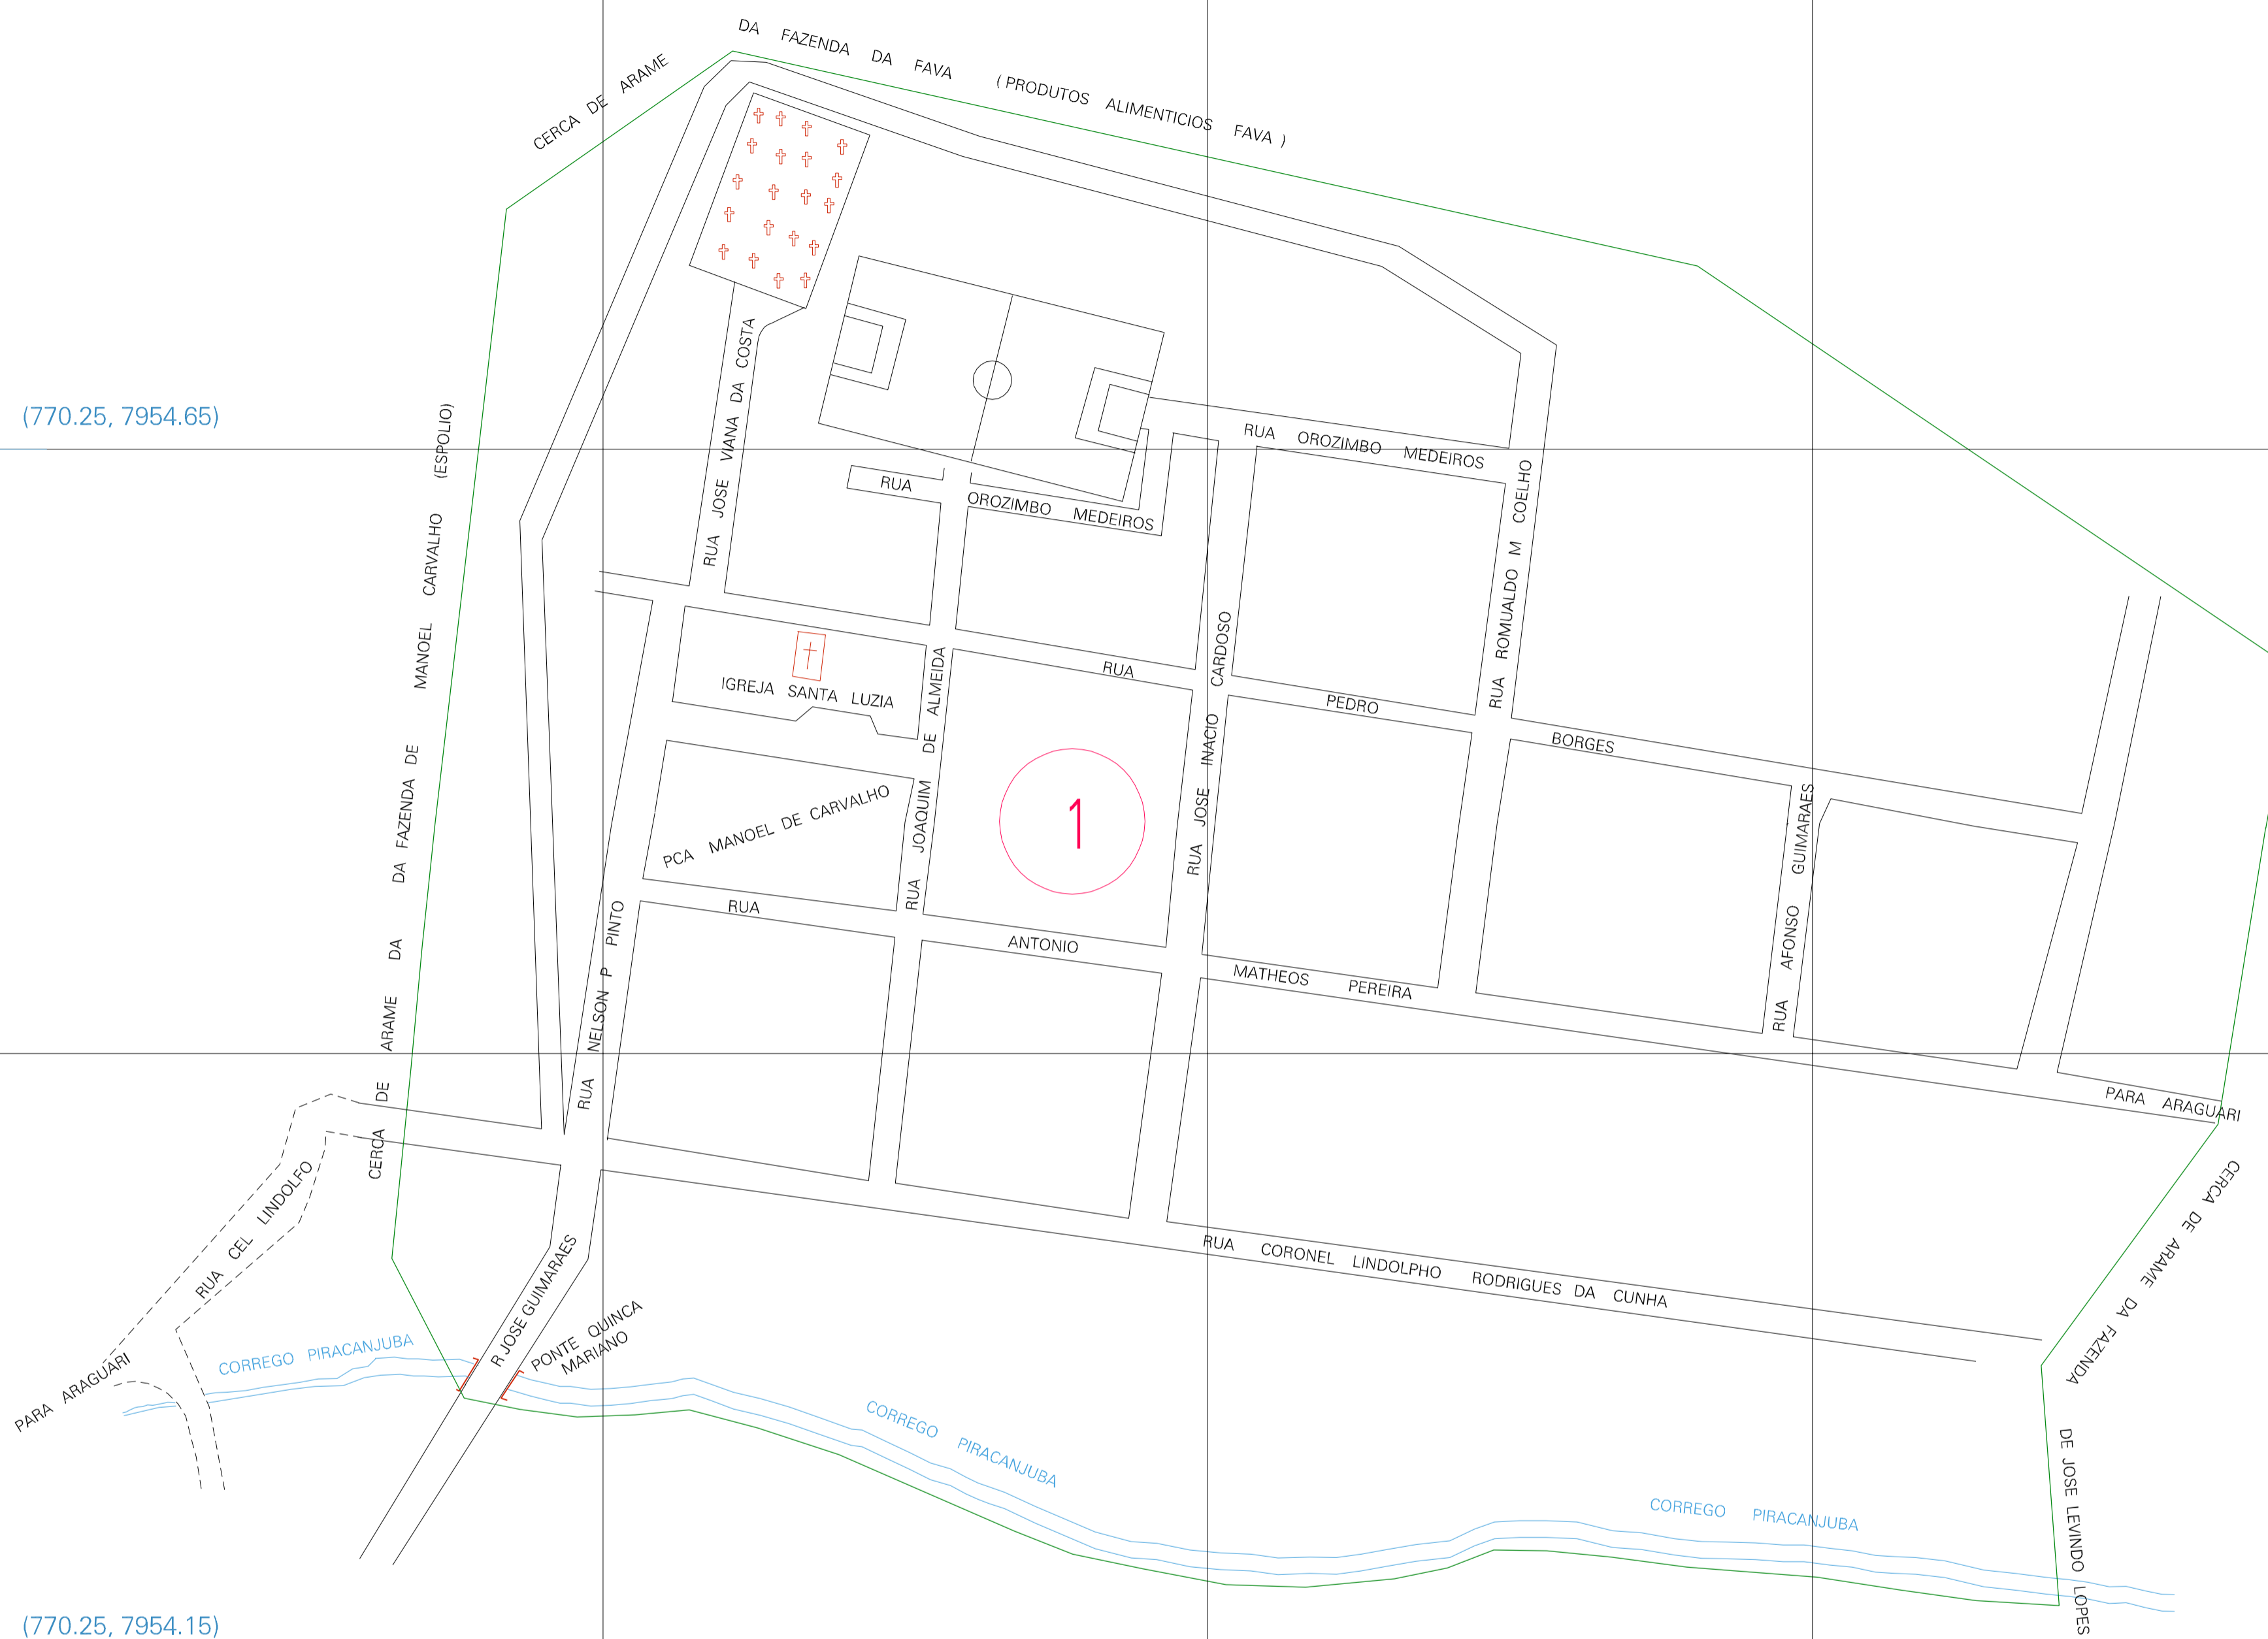 DA FAZENDA DA FAVA ( PRODUTOS ALIMENTICIOS FAVA )
CERCA DE ARAME
(770.25, 7954.65)
CERCA DE ARAME DA DA FAZENDA DE MANOEL CARVALHO (ESPOLIO)
RUA JOSE VIANA DA COSTA
RUA OROZIMBO MEDEIROS
RUA OROZIMBO MEDEIROS
RUA ROMUALDO M COELHO
IGREJA SANTA LUZIA
RUA PEDRO BORGES
RUA JOAQUIM DE ALMEIDA
RUA JOSE INACIO CARDOSO
1
PCA MANOEL DE CARVALHO
RUA AFONSO GUIMARAES
RUA NELSON P PINTO
RUA ANTONIO MATHEOS PEREIRA
PARA ARAGUARI
RUA CEL LINDOLFO
RUA CORONEL LINDOLPHO RODRIGUES DA CUNHA
CERCA DE ARAME DA FAZENDA
DE JOSE LEVINDO LOPES
R JOSE GUIMARAES
PONTE QUINCA
MARIANO
CORREGO PIRACANJUBA
PARA ARAGUARI
CORREGO PIRACANJUBA
CORREGO PIRACANJUBA
(770.25, 7954.15)